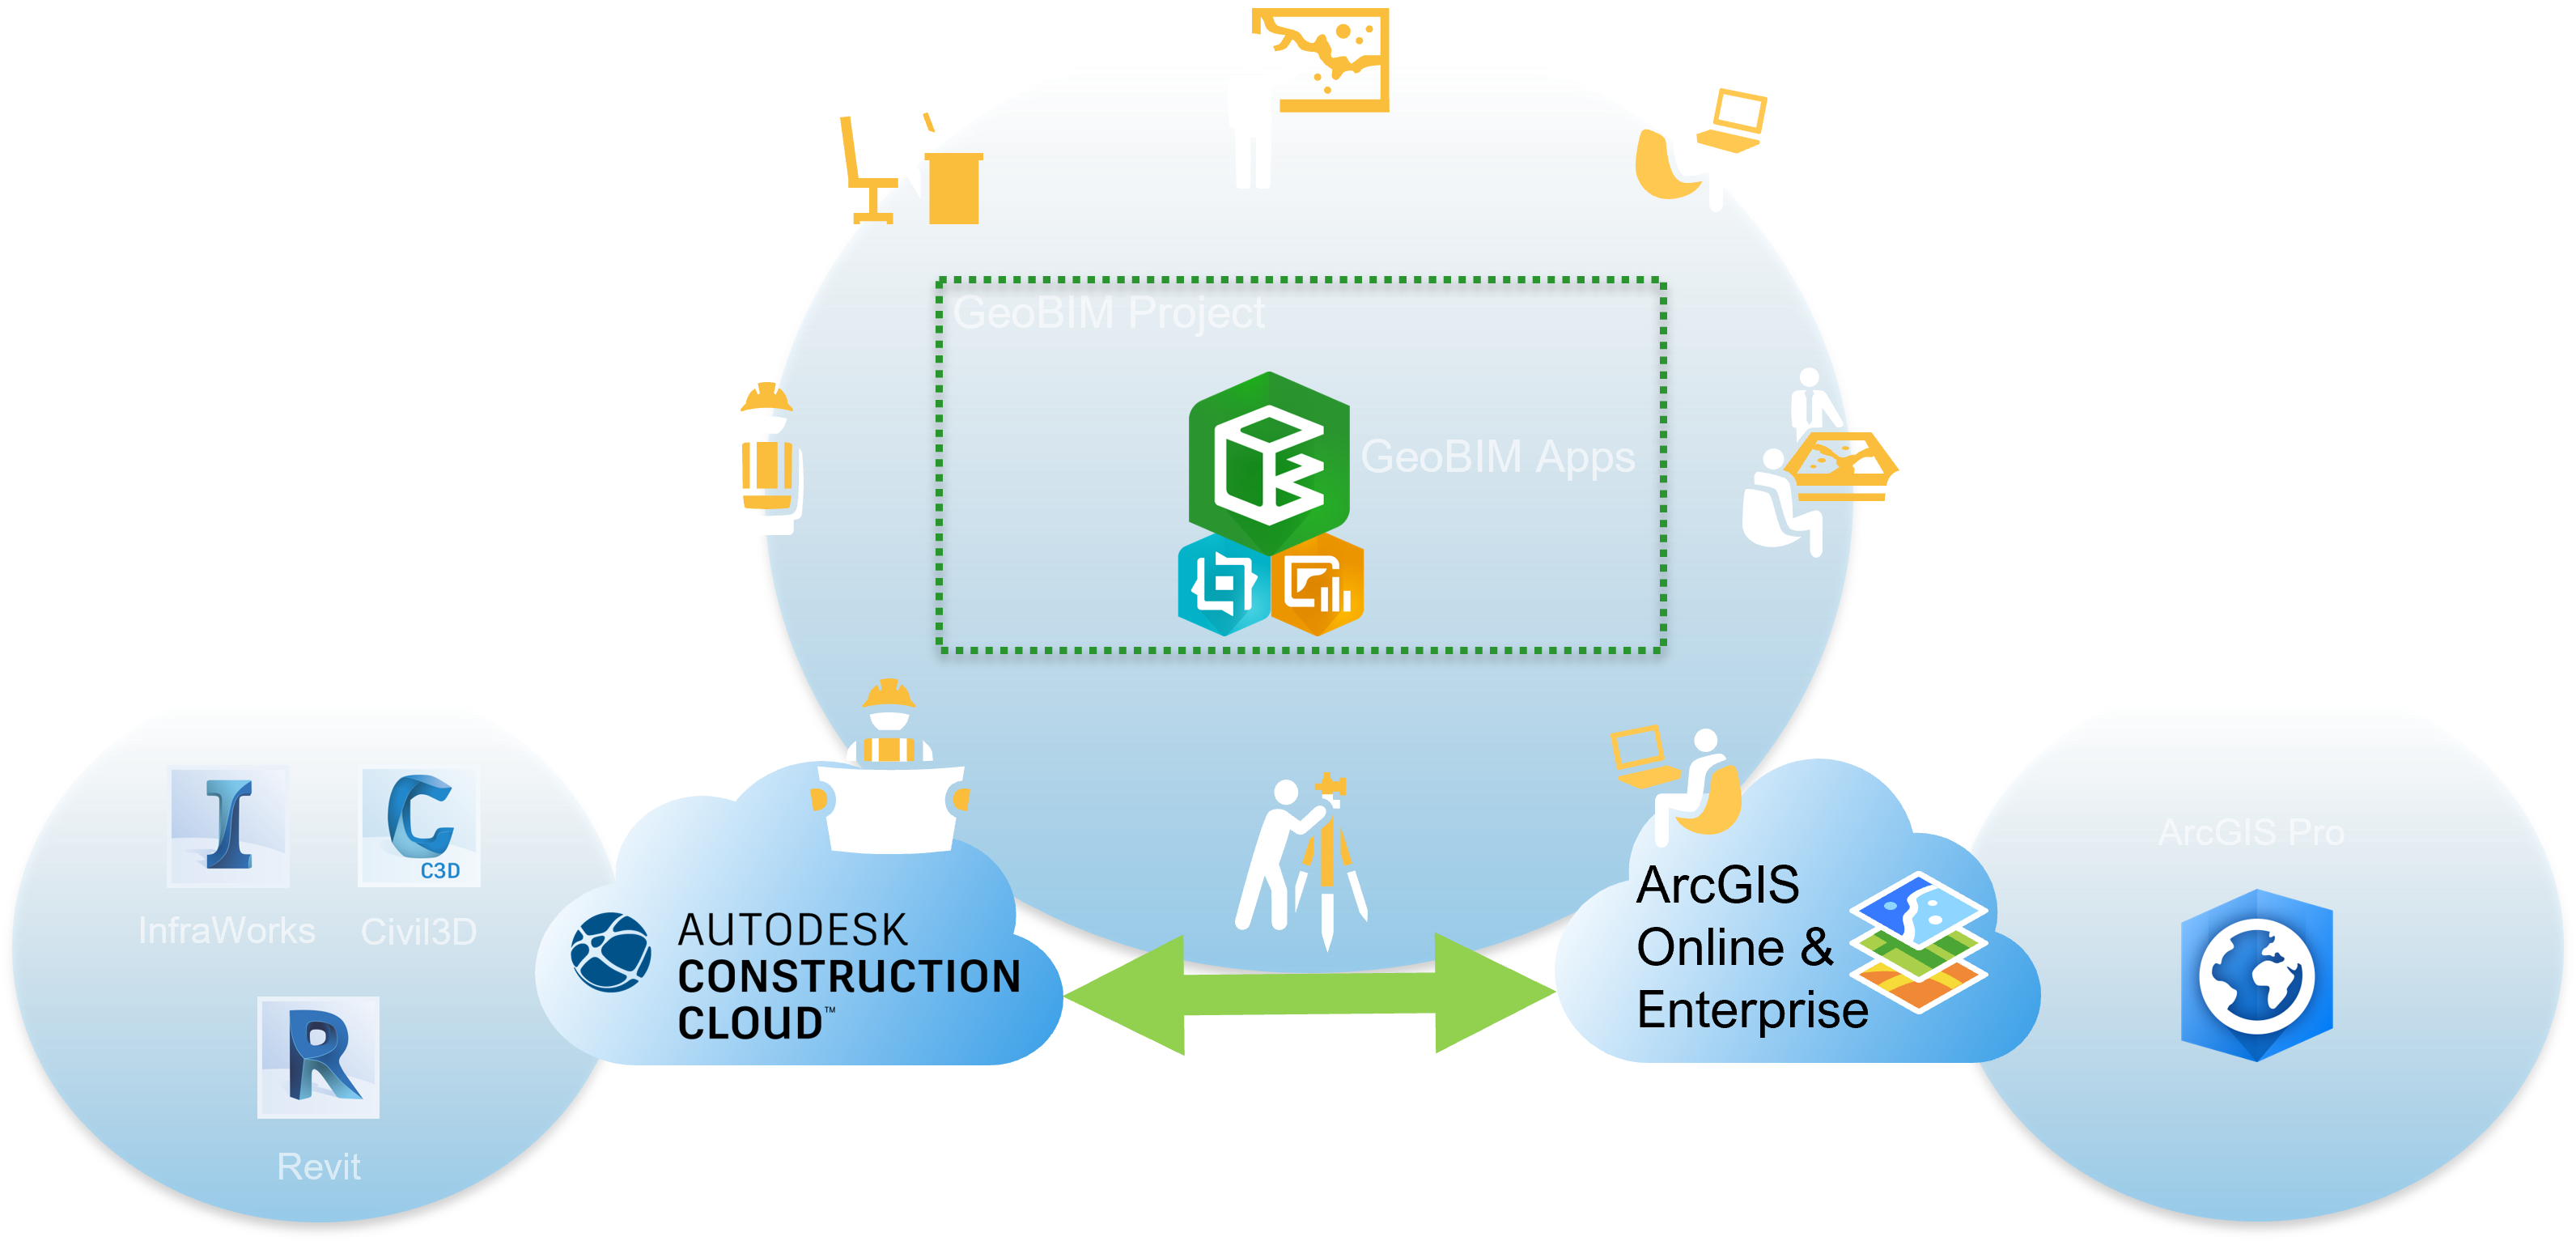 GeoBIM Project
GeoBIM Apps
InfraWorks
C3D
Civil3D
Revit
AUTODESK
CONSTRUCTION
CLOUD™
ArcGIS
Online &
Enterprise
ArcGIS Pro